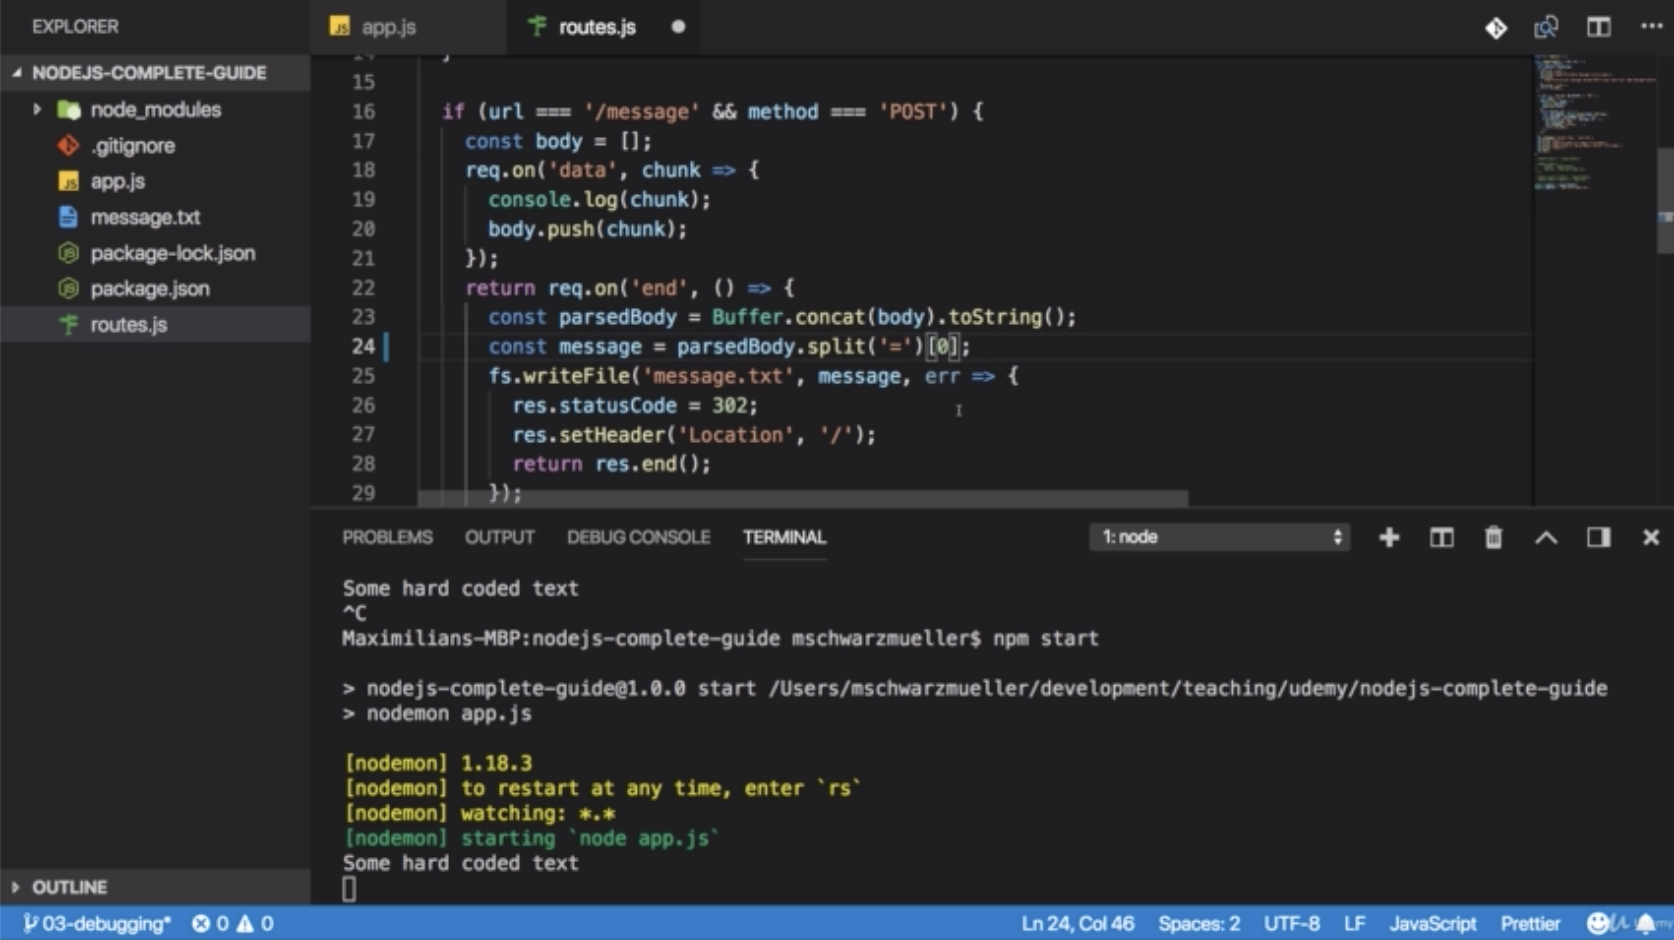 EXPLORER
NODEJS-COMPLETE-GUIDE
node_modules
.gitignore
JS app.js
message.txt
package-lock.json
package.json
routes.js
OUTLINE
JS app.js
routes.js
15
16 if (url === '/message' && method === 'POST') {
17 const body = [];
18 req.on('data', chunk => {
19 console.log(chunk);
20 body.push(chunk);
21 });
22 return req.on('end', () => {
23 const parsedBody = Buffer.concat(body).toString();
24 const message = parsedBody.split('=')[0];
25 fs.writeFile('message.txt', message, err => {
26 res.statusCode = 302;
27 res.setHeader('Location', '/');
28 return res.end();
29 });
PROBLEMS OUTPUT DEBUG CONSOLE TERMINAL 1: node
Some hard coded text
^C
Maximilians-MBP:nodejs-complete-guide mschwarzmueller$ npm start
> nodejs-complete-guide@1.0.0 start /Users/mschwarzmueller/development/teaching/udemy/nodejs-complete-guide
> nodemon app.js
[nodemon] 1.18.3
[nodemon] to restart at any time, enter `rs`
[nodemon] watching: *.*
[nodemon] starting `node app.js`
Some hard coded text
03-debugging* 0 0 Ln 24, Col 46 Spaces: 2 UTF-8 LF JavaScript Prettier